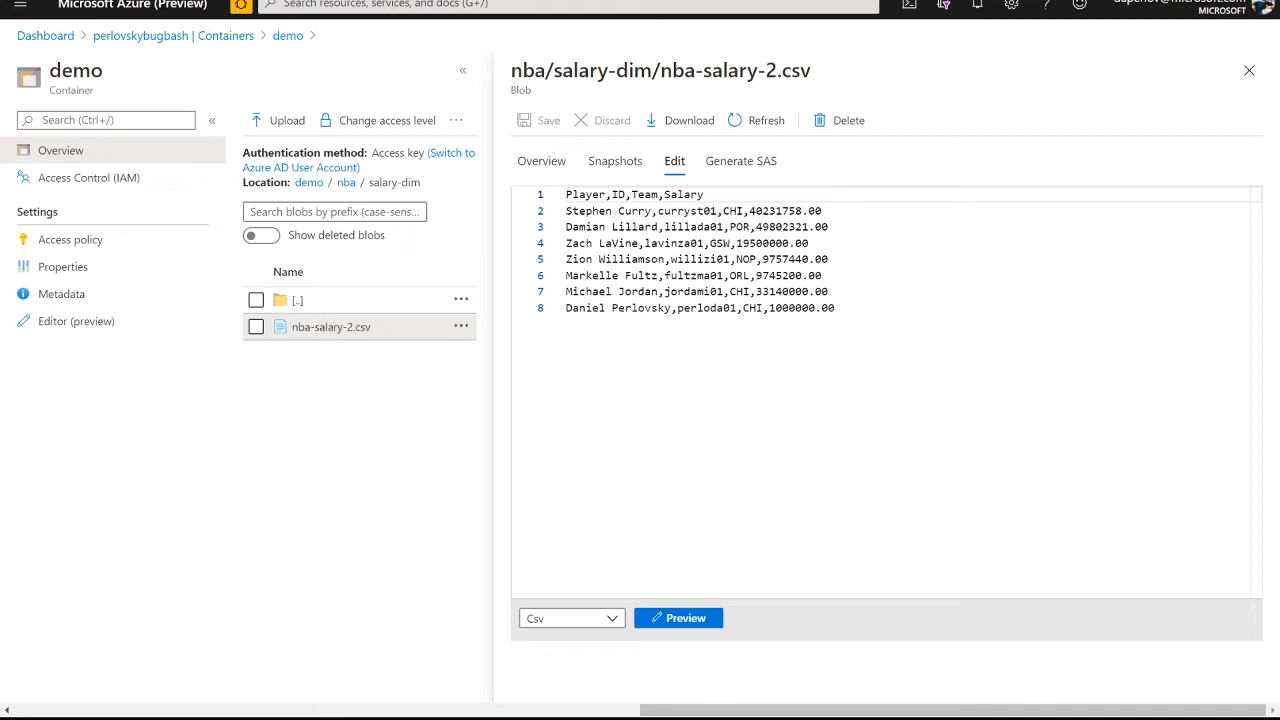 Microsoft Azure (Preview)
Search resources, services, and docs (G+/)
MICROSOFT
Dashboard > perlovskybugbash | Containers > demo >
demo
Container
«
Search (Ctrl+/)
«
Overview
Access Control (IAM)
Settings
Access policy
Properties
Metadata
Editor (preview)
Upload
Change access level
...
Authentication method: Access key (Switch to
Azure AD User Account)
Location: demo / nba / salary-dim
Search blobs by prefix (case-sens...
Show deleted blobs
Name
[..]
...
nba-salary-2.csv
...
nba/salary-dim/nba-salary-2.csv
Blob
Save
Discard
Download
Refresh
Delete
Overview
Snapshots
Edit
Generate SAS
1 Player,ID,Team,Salary
2 Stephen Curry,curryst01,CHI,40231758.00
3 Damian Lillard,lillada01,POR,49802321.00
4 Zach LaVine,lavinza01,GSW,19500000.00
5 Zion Williamson,willizi01,NOP,9757440.00
6 Markelle Fultz,fultzma01,ORL,9745200.00
7 Michael Jordan,jordami01,CHI,33140000.00
8 Daniel Perlovsky,perloda01,CHI,1000000.00
Csv
Preview